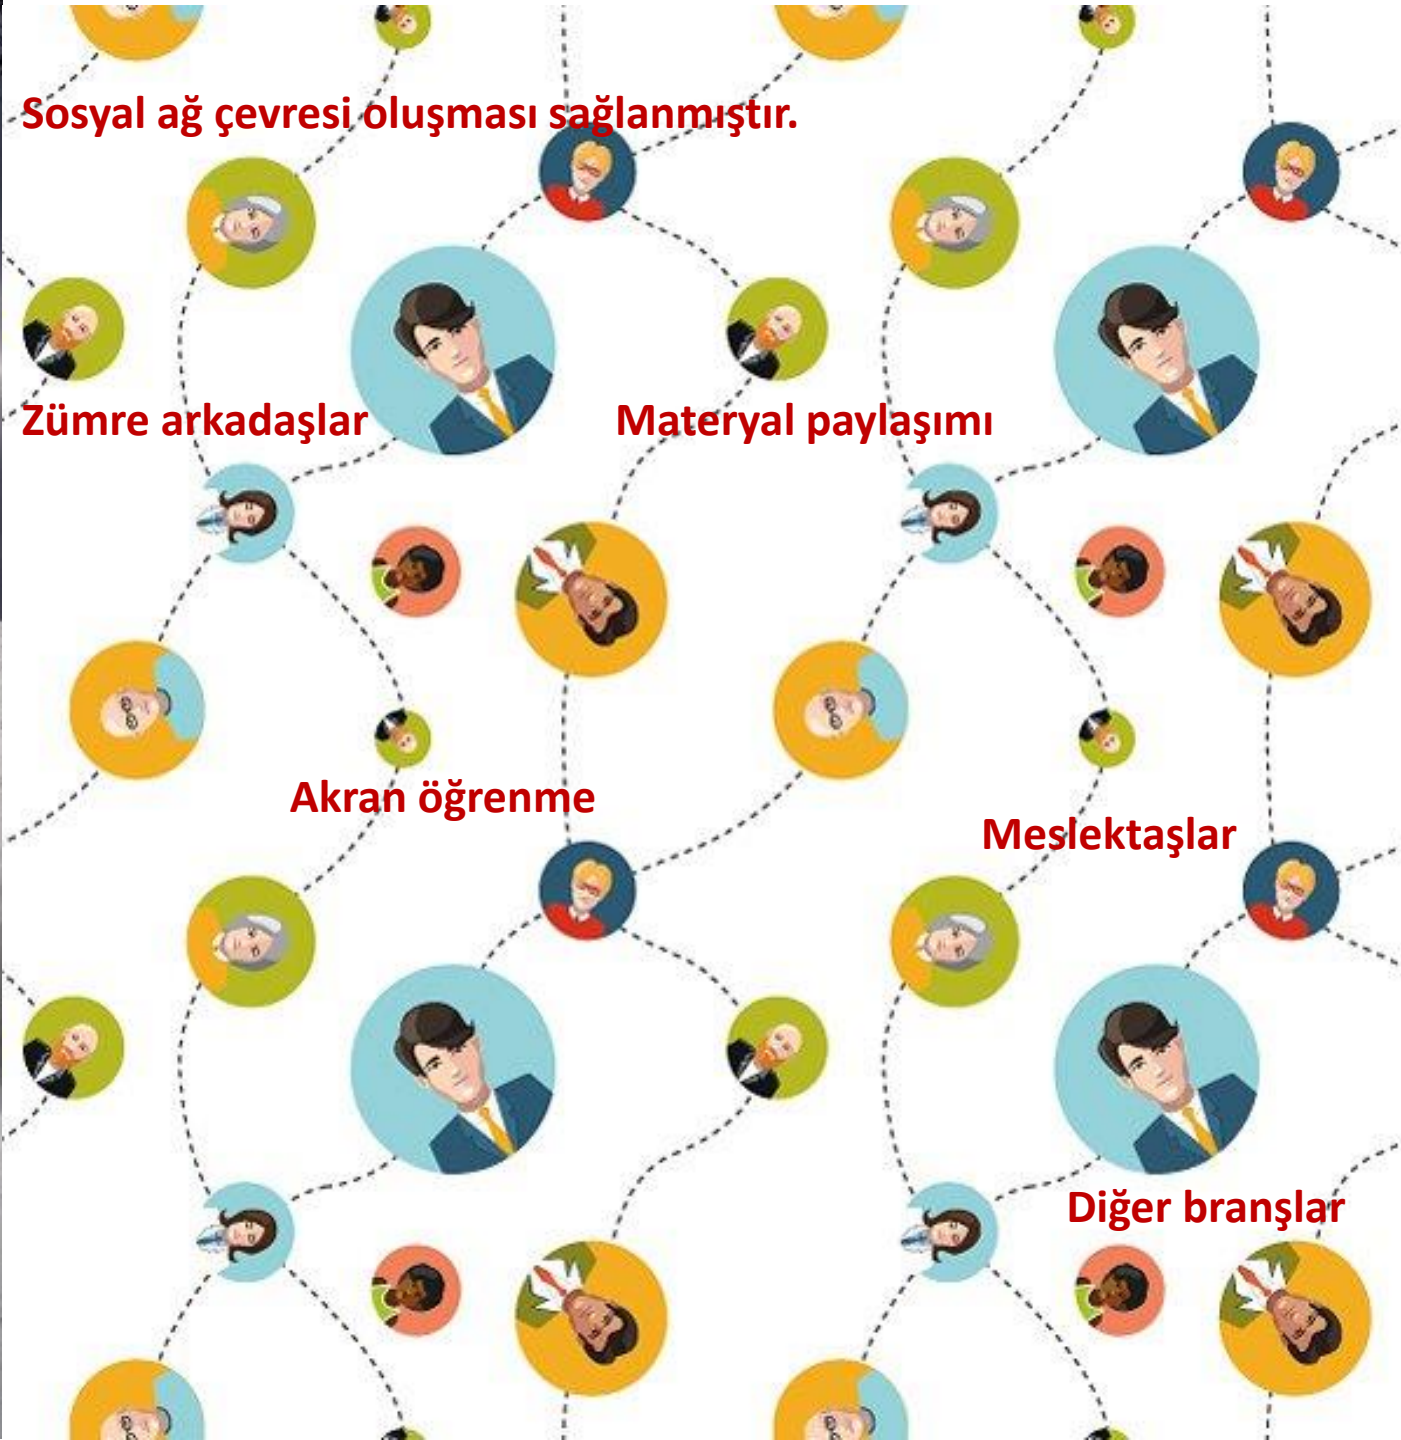 Sosyal ağ çevresi oluşması sağlanmıştır.
Zümre arkadaşlar
Materyal paylaşımı
Akran öğrenme
Meslektaşlar
Diğer branşlar